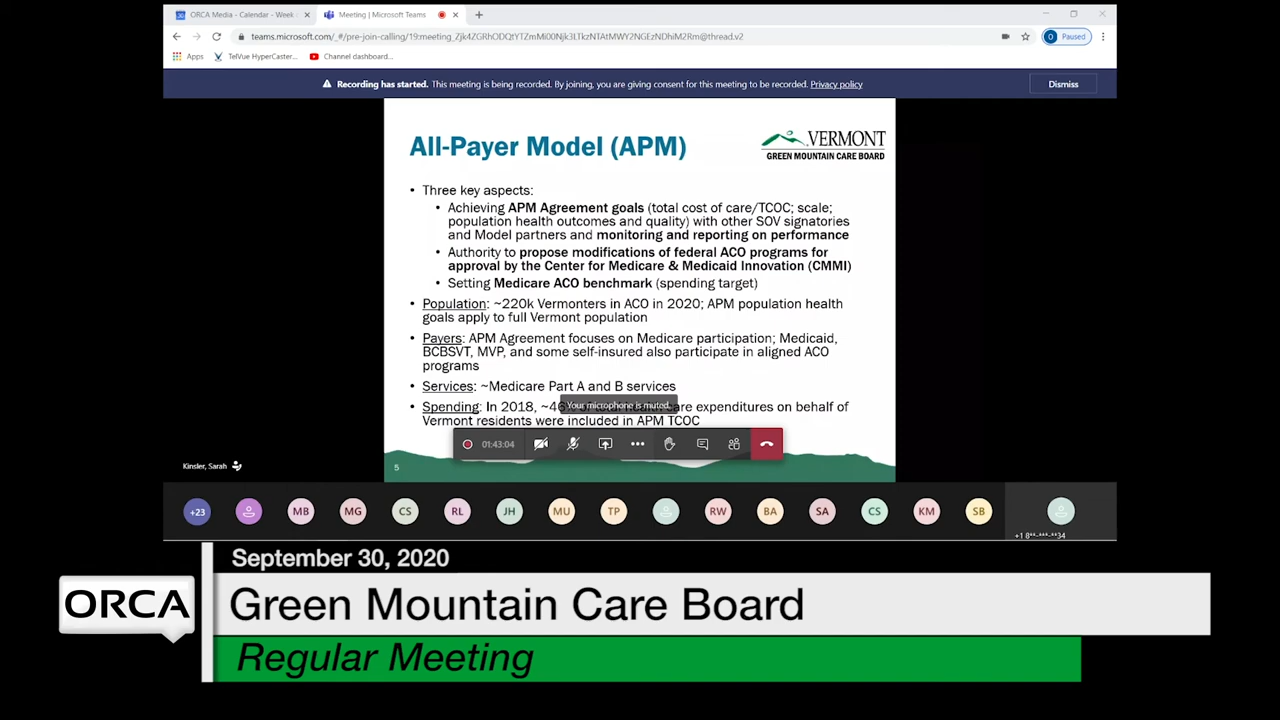 ORCA Media - Calendar - Week
Meeting | Microsoft Teams
teams.microsoft.com/_#/pre-join-calling/19:meeting_Zjk4ZGRhODQtYTZmMi00Njk3LTkzNTAtMWY2NGEzNDhiM2Rm@thread.v2
Paused
Apps
TelVue HyperCaster...
Channel dashboard...
Recording has started. This meeting is being recorded. By joining, you are giving consent for this meeting to be recorded. Privacy policy
Dismiss
All-Payer Model (APM)
VERMONT
GREEN MOUNTAIN CARE BOARD
• Three key aspects:
• Achieving APM Agreement goals (total cost of care/TCOC; scale;
population health outcomes and quality) with other SOV signatories
and Model partners and monitoring and reporting on performance
• Authority to propose modifications of federal ACO programs for
approval by the Center for Medicare & Medicaid Innovation (CMMI)
• Setting Medicare ACO benchmark (spending target)
• Population: ~220k Vermonters in ACO in 2020; APM population health
goals apply to full Vermont population
• Payers: APM Agreement focuses on Medicare participation; Medicaid,
BCBSVT, MVP, and some self-insured also participate in aligned ACO
programs
• Services: ~Medicare Part A and B services
• Spending: In 2018, care expenditures on behalf of
Your microphone is muted.
Vermont residents were included in APM TCOC
01:43:04
Kinsler, Sarah
5
+23 MB MG CS RL JH MU TP RW BA SA CS KM SB
+1 8**-***-**34
September 30, 2020
ORCA
Green Mountain Care Board
Regular Meeting